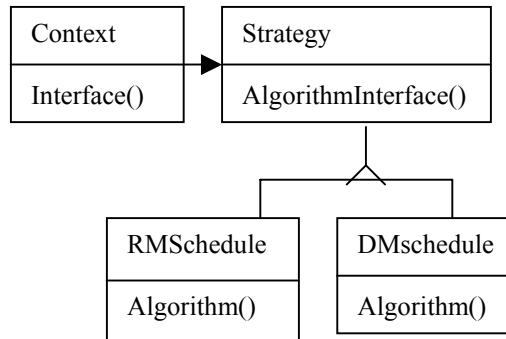 Context
Interface()
Strategy
AlgorithmInterface()
RMSchedule
Algorithm()
DMschedule
Algorithm()